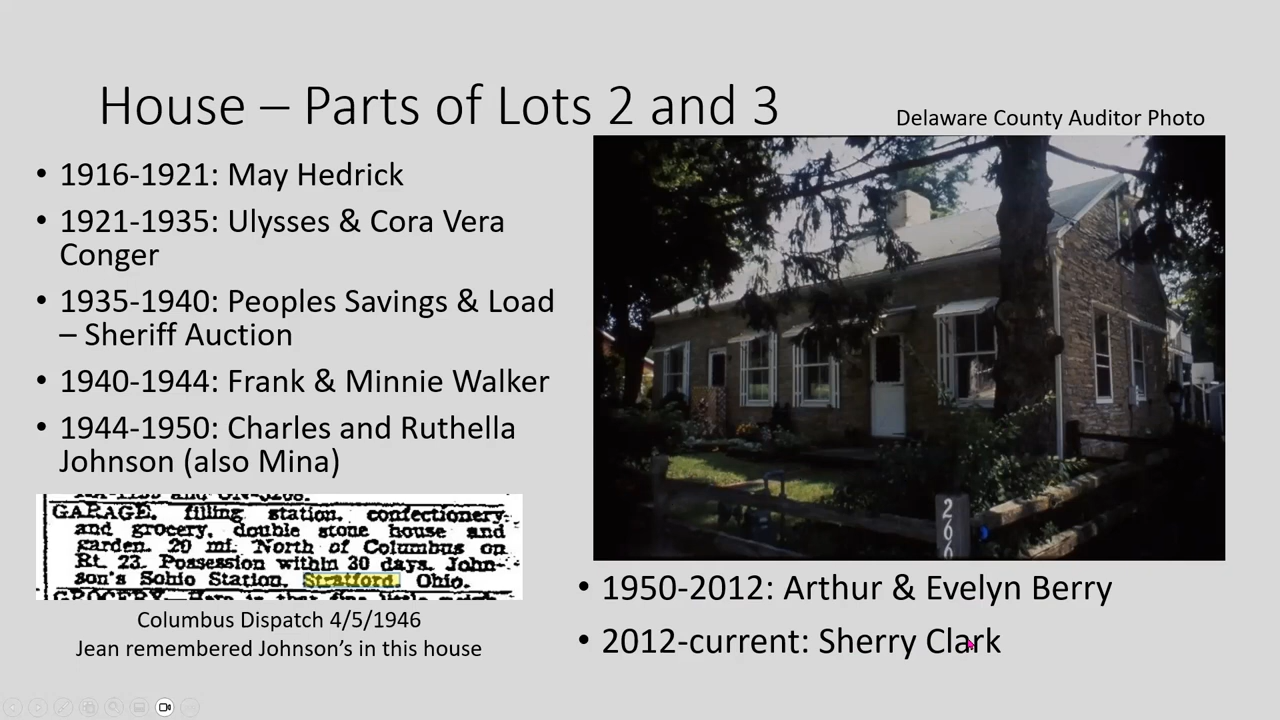 House – Parts of Lots 2 and 3
Delaware County Auditor Photo
• 1916-1921: May Hedrick
• 1921-1935: Ulysses & Cora Vera
Conger
• 1935-1940: Peoples Savings & Load
– Sheriff Auction
• 1940-1944: Frank & Minnie Walker
• 1944-1950: Charles and Ruthella
Johnson (also Mina)
GARAGE, filling station, confectionery
and grocery, double stone house and
garden. 20 mi. North of Columbus on
Rt. 23. Possession within 30 days. John-
son's Sohio Station, Stratford, Ohio.
Columbus Dispatch 4/5/1946
Jean remembered Johnson's in this house
266
• 1950-2012: Arthur & Evelyn Berry
• 2012-current: Sherry Clark